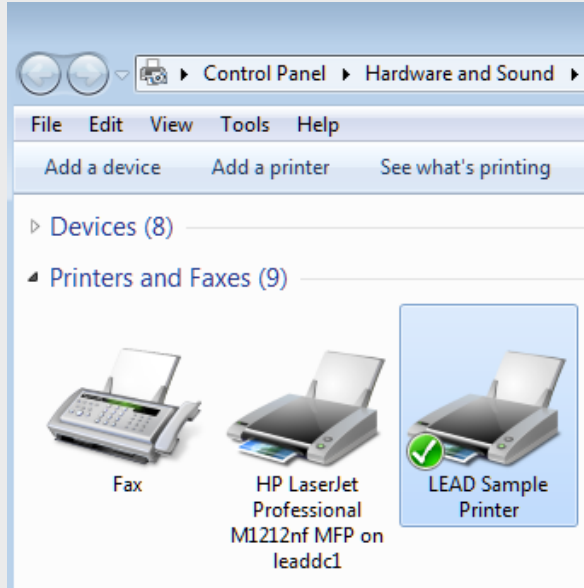 Control Panel Hardware and Sound
File Edit View Tools Help
Add a device Add a printer See what's printing
Devices (8)
Printers and Faxes (9)
Fax
HP LaserJet
Professional
M1212nf MFP on
leaddc1
LEAD Sample
Printer